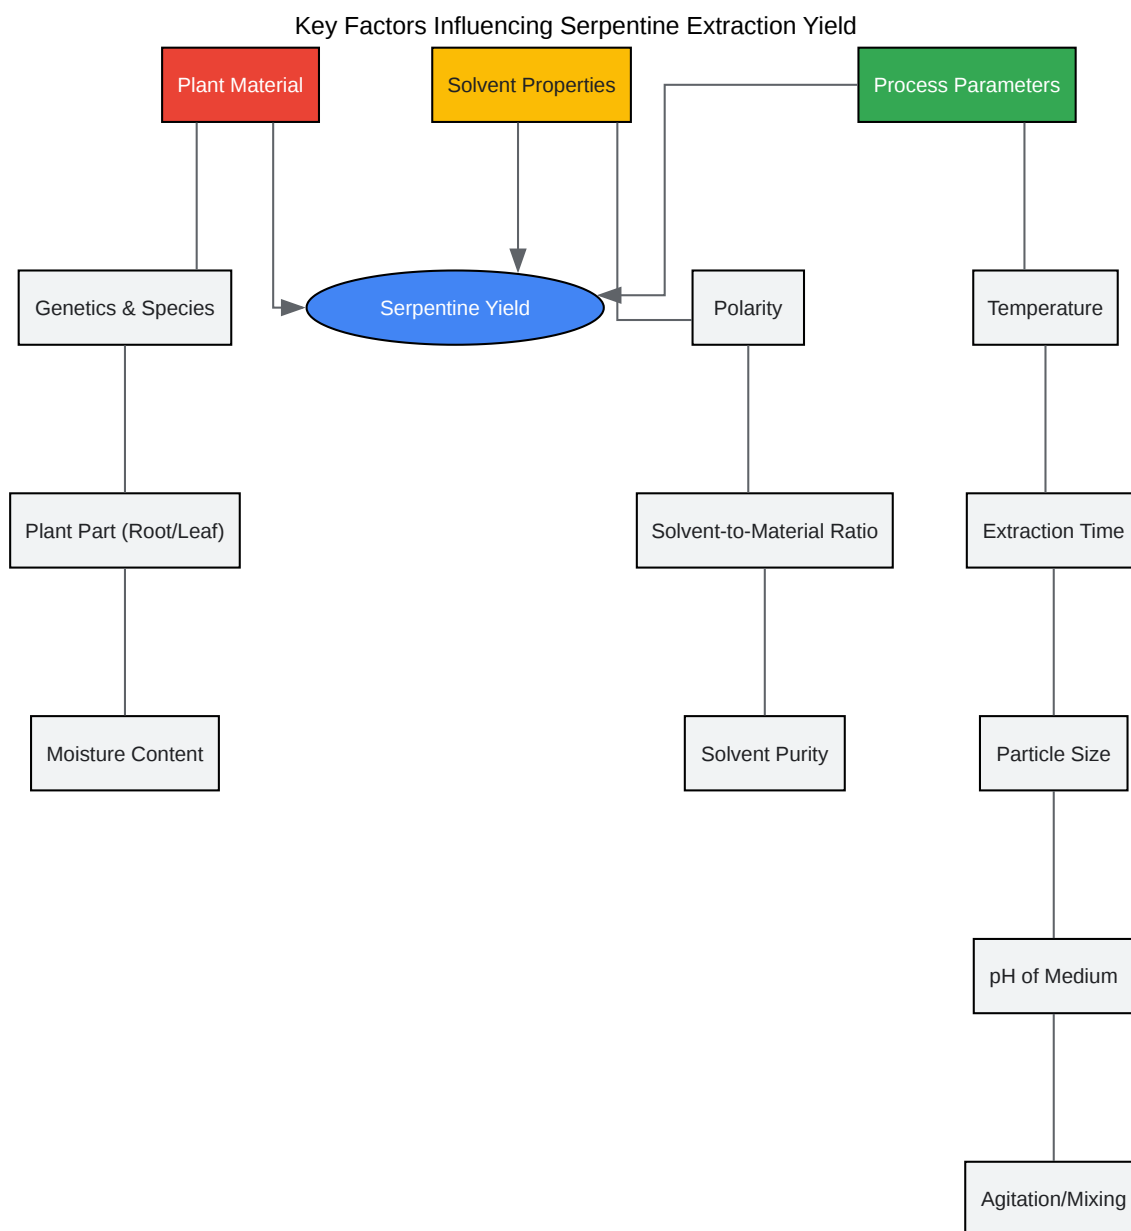 Key Factors Influencing Serpentine Extraction Yield
Plant Material
Solvent Properties
Process Parameters
Genetics & Species
Serpentine Yield
Polarity
Temperature
Plant Part (Root/Leaf)
Solvent-to-Material Ratio
Extraction Time
Moisture Content
Solvent Purity
Particle Size
pH of Medium
Agitation/Mixing